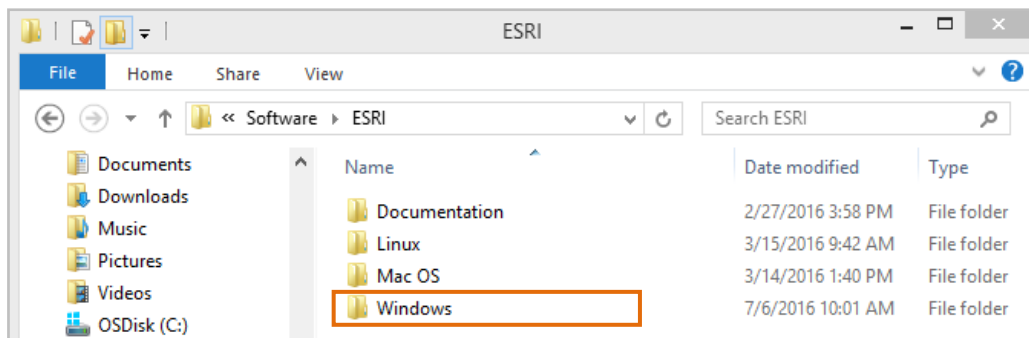 ESRI
File Home Share View
« Software ESRI Search ESRI
Documents
Downloads
Music
Pictures
Videos
OSDisk (C:)
Name Date modified Type
Documentation 2/27/2016 3:58 PM File folder
Linux 3/15/2016 9:42 AM File folder
Mac OS 3/14/2016 1:40 PM File folder
Windows 7/6/2016 10:01 AM File folder